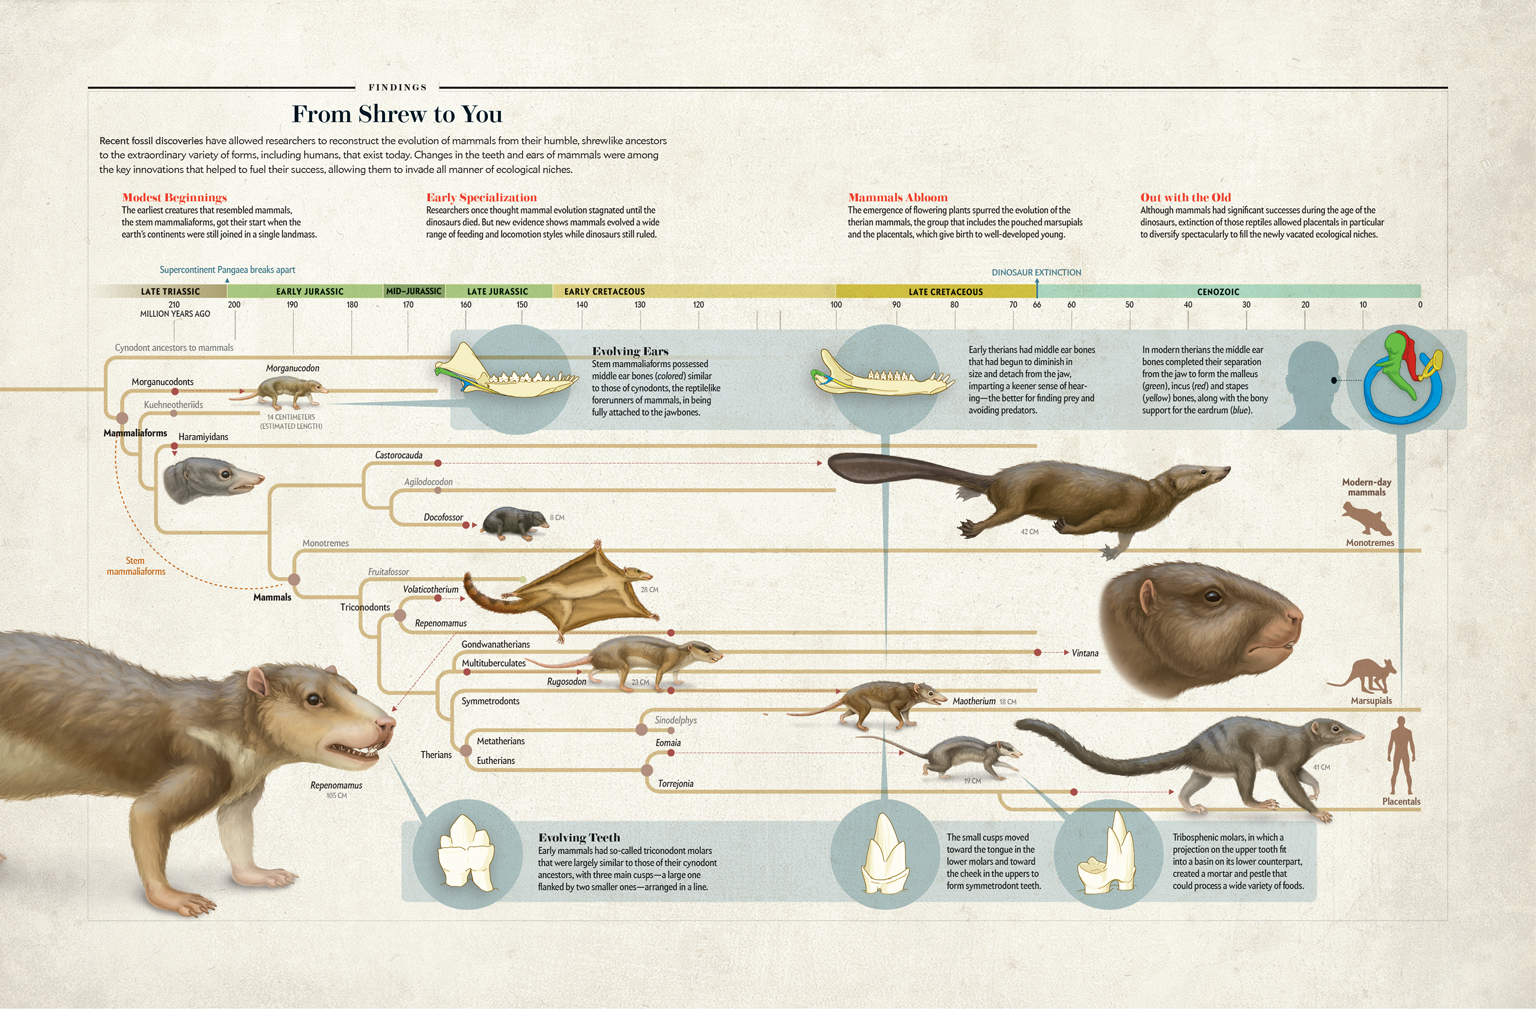 FINDINGS
From Shrew to You
Recent fossil discoveries have allowed researchers to reconstruct the evolution of mammals from their humble, shrewlike ancestors
to the extraordinary variety of forms, including humans, that exist today. Changes in the teeth and ears of mammals were among
the key innovations that helped to fuel their success, allowing them to invade all manner of ecological niches.
Modest Beginnings
The earliest creatures that resembled mammals,
the stem mammaliaforms, got their start when the
earth's continents were still joined in a single landmass.
Early Specialization
Researchers once thought mammal evolution stagnated until the
dinosaurs died. But new evidence shows mammals evolved a wide
range of feeding and locomotion styles while dinosaurs still ruled.
Mammals Abloom
The emergence of flowering plants spurred the evolution of the
therian mammals, the group that includes the pouched marsupials
and the placentals, which give birth to well-developed young.
Out with the Old
Although mammals had significant successes during the age of the
dinosaurs, extinction of those reptiles allowed placentals in particular
to diversify spectacularly to fill the newly vacated ecological niches.
Supercontinent Pangaea breaks apart
DINOSAUR EXTINCTION
LATE TRIASSIC
EARLY JURASSIC
MID-JURASSIC
LATE JURASSIC
EARLY CRETACEOUS
LATE CRETACEOUS
CENOZOIC
210
200
190
180
170
160
150
140
130
120
100
90
80
70
66
60
50
40
30
20
10
0
MILLION YEARS AGO
Cynodont ancestors to mammals
Morganucodon
Morganucodonts
Kuehneotheriids
14 CENTIMETERS
(ESTIMATED LENGTH)
Mammaliaforms
Haramiyidans
Evolving Ears
Stem mammaliaforms possessed
middle ear bones (colored) similar
to those of cynodonts, the reptilelike
forerunners of mammals, in being
fully attached to the jawbones.
Early therians had middle ear bones
that had begun to diminish in
size and detach from the jaw,
imparting a keener sense of hear-
ing—the better for finding prey and
avoiding predators.
In modern therians the middle ear
bones completed their separation
from the jaw to form the malleus
(green), incus (red) and stapes
(yellow) bones, along with the bony
support for the eardrum (blue).
Castorocauda
Agilodocodon
Docofossor
8 CM
42 CM
Modern-day
mammals
Monotremes
Monotremes
Stem
mammaliaforms
Mammals
Fruitafossor
Volaticotherium
28 CM
Triconodonts
Repenomamus
Gondwanatherians
Vintana
Multituberculates
Rugosodon
23 CM
Symmetrodonts
Maotherium 18 CM
Marsupials
Sinodelphys
Metatherians
Eomaia
Therians
Eutherians
19 CM
Torrejonia
41 CM
Placentals
Repenomamus
105 CM
Evolving Teeth
Early mammals had so-called triconodont molars
that were largely similar to those of their cynodont
ancestors, with three main cusps—a large one
flanked by two smaller ones—arranged in a line.
The small cusps moved
toward the tongue in the
lower molars and toward
the cheek in the uppers to
form symmetrodont teeth.
Tribosphenic molars, in which a
projection on the upper tooth fit
into a basin on its lower counterpart,
created a mortar and pestle that
could process a wide variety of foods.